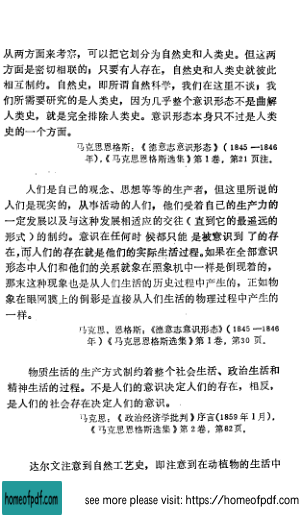 从两方面来考察，可以把它划分为自然史和人类史。但这两
方面是密切相联的；只要有人存在，自然史和人类史就彼此
相互制约。自然史，即所谓自然科学，我们在这里不谈；我
们所需要研究的是人类史，因为几乎整个意识形态不是曲解
人类史，就是完全排除人类史。意识形态本身只不过是人类
史的一个方面。
马克思恩格斯：《德意志意识形态》（1845—1846
年），《马克思恩格斯选集》第1卷，第21页注。
人们是自己的观念、思想等等的生产者，但这里所说的
人们是现实的，从事活动的人们，他们受着自己的生产力的
一定发展以及与这种发展相适应的交往（直到它的最遥远的
形式）的制约。意识在任何时候都只能是被意识到了的存
在，而人们的存在就是他们的实际生活过程。如果在全部意识
形态中人们和他们的关系就象在照象机中一样是倒现着的，
那末这种现象也是从人们生活的历史过程中产生的，正如物
象在眼网膜上的倒影是直接从人们生活的物理过程中产生的
一样。
马克思、恩格斯：《德意志意识形态》（1845—1846
年）《马克思恩格斯选集》第1卷，第30页。
物质生活的生产方式制约着整个社会生活、政治生活和
精神生活的过程。不是人们的意识决定人们的存在，相反，
是人们的社会存在决定人们的意识。
马克思：《政治经济学批判》序言（1859年1月），
《马克思恩格斯选集》第2卷，第82页。
达尔文注意到自然工艺史，即注意到在动植物的生活中
homeofpdf.com
see more please visit: https://homeofpdf.com